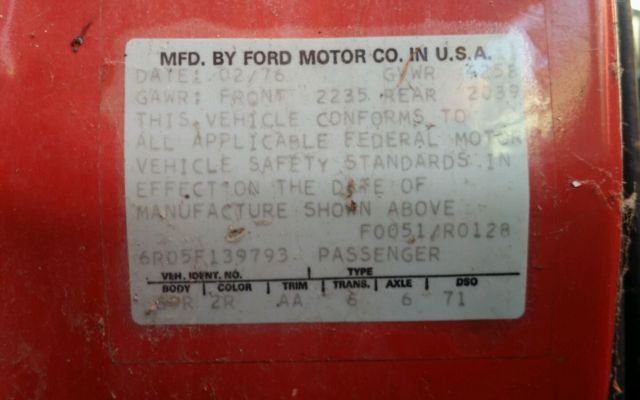 MFD. BY FORD MOTOR CO. IN U.S.A.
DATE: 02/76 GVWR 4258
GAWR: FRONT 2235 REAR 2039
THIS VEHICLE CONFORMS TO
ALL APPLICABLE FEDERAL MOTOR
VEHICLE SAFETY STANDARDS IN
EFFECT ON THE DATE OF
MANUFACTURE SHOWN ABOVE
F0051/R0128
6R05F139793 PASSENGER
VEH. IDENT. NO. TYPE
BODY COLOR TRIM TRANS. AXLE DSO
2R AA 6 6 71